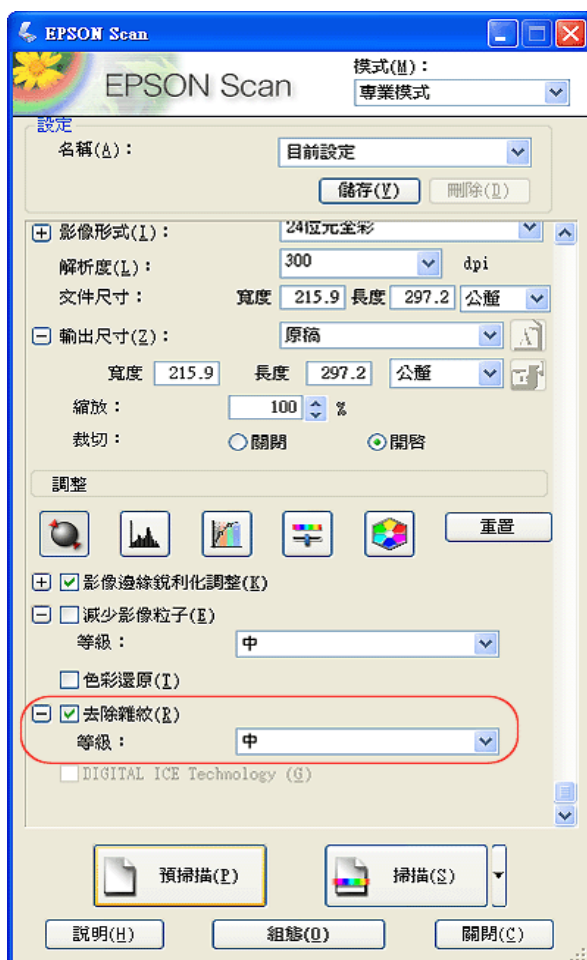 EPSON Scan
EPSON Scan
模式(M)：
專業模式
設定
名稱(A)：
目前設定
儲存(V)
刪除(D)
影像形式(I)：
24位元全彩
解析度(L)：
300
dpi
文件尺寸：
寬度 215.9 長度 297.2 公釐
輸出尺寸(Z)：
原稿
寬度 215.9 長度 297.2 公釐
縮放：
100 %
裁切：
關閉
開啓
調整
重置
影像邊緣銳利化調整(K)
減少影像粒子(E)
等級：
中
色彩還原(T)
去除雜紋(R)
等級：
中
DIGITAL ICE Technology (G)
預掃描(P)
掃描(S)
說明(H)
組態(O)
關閉(C)